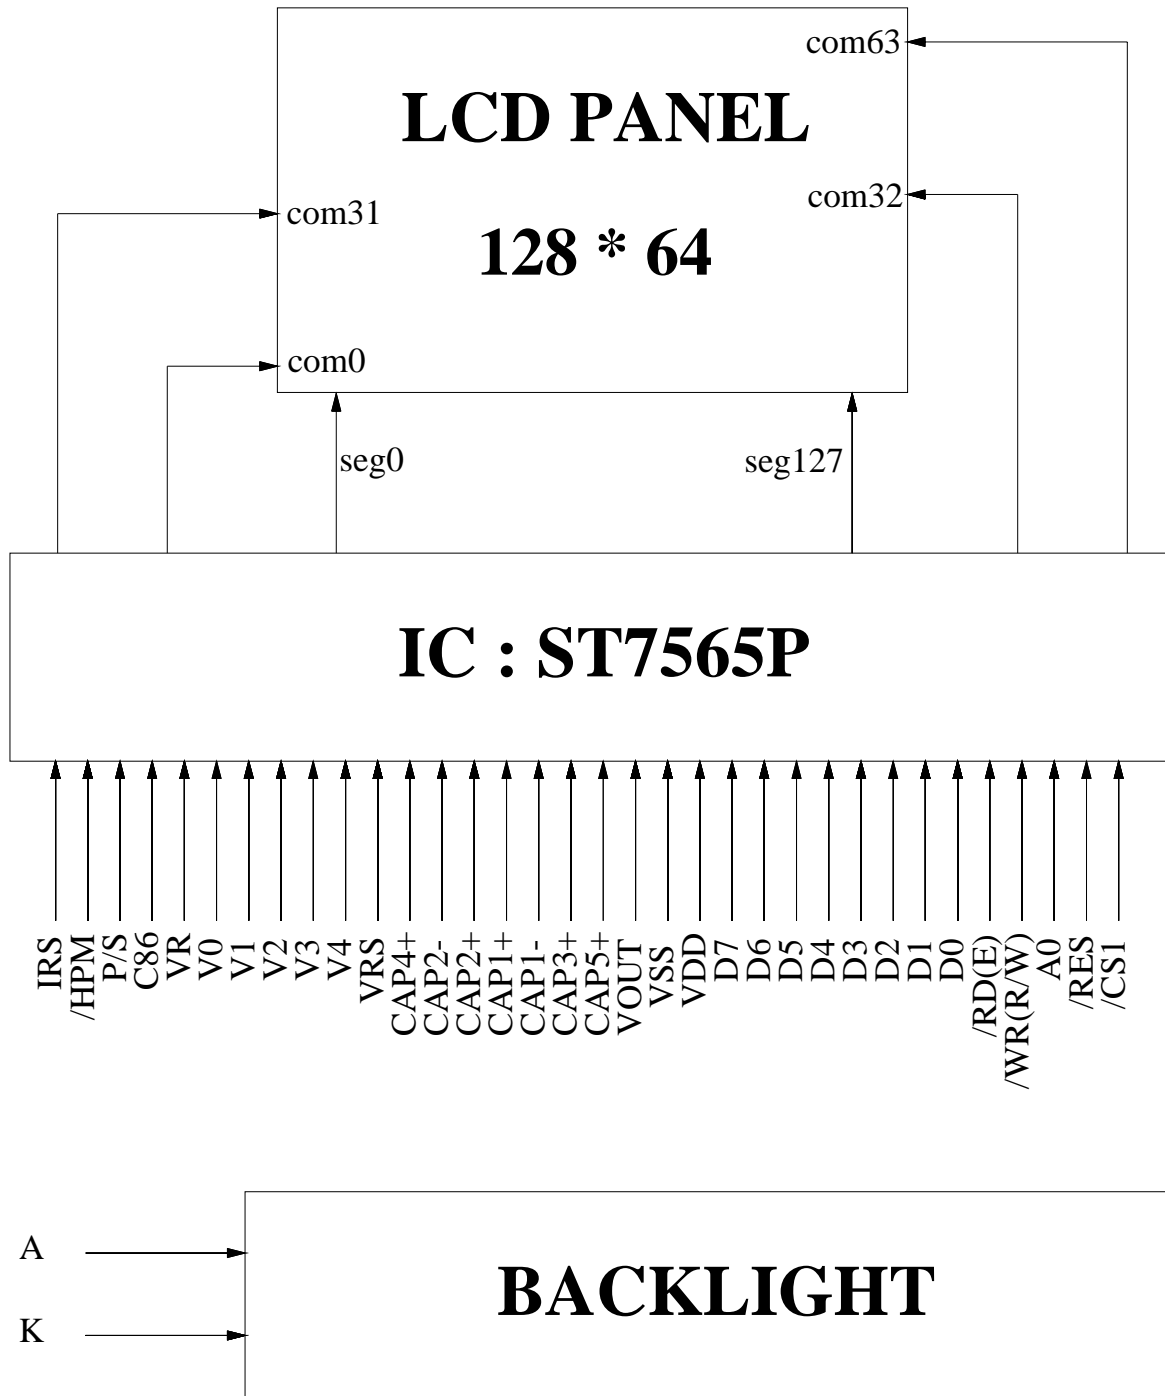 com63
LCD PANEL
com32
com31
128 * 64
com0
seg0
seg127
IC : ST7565P
IRS
/HPM
P/S
C86
VR
V0
V1
V2
V3
V4
VRS
CAP4+
CAP2-
CAP2+
CAP1+
CAP1-
CAP3+
CAP5+
VOUT
VSS
VDD
D7
D6
D5
D4
D3
D2
D1
D0
/RD(E)
/WR(R/W)
A0
/RES
/CS1
A
BACKLIGHT
K